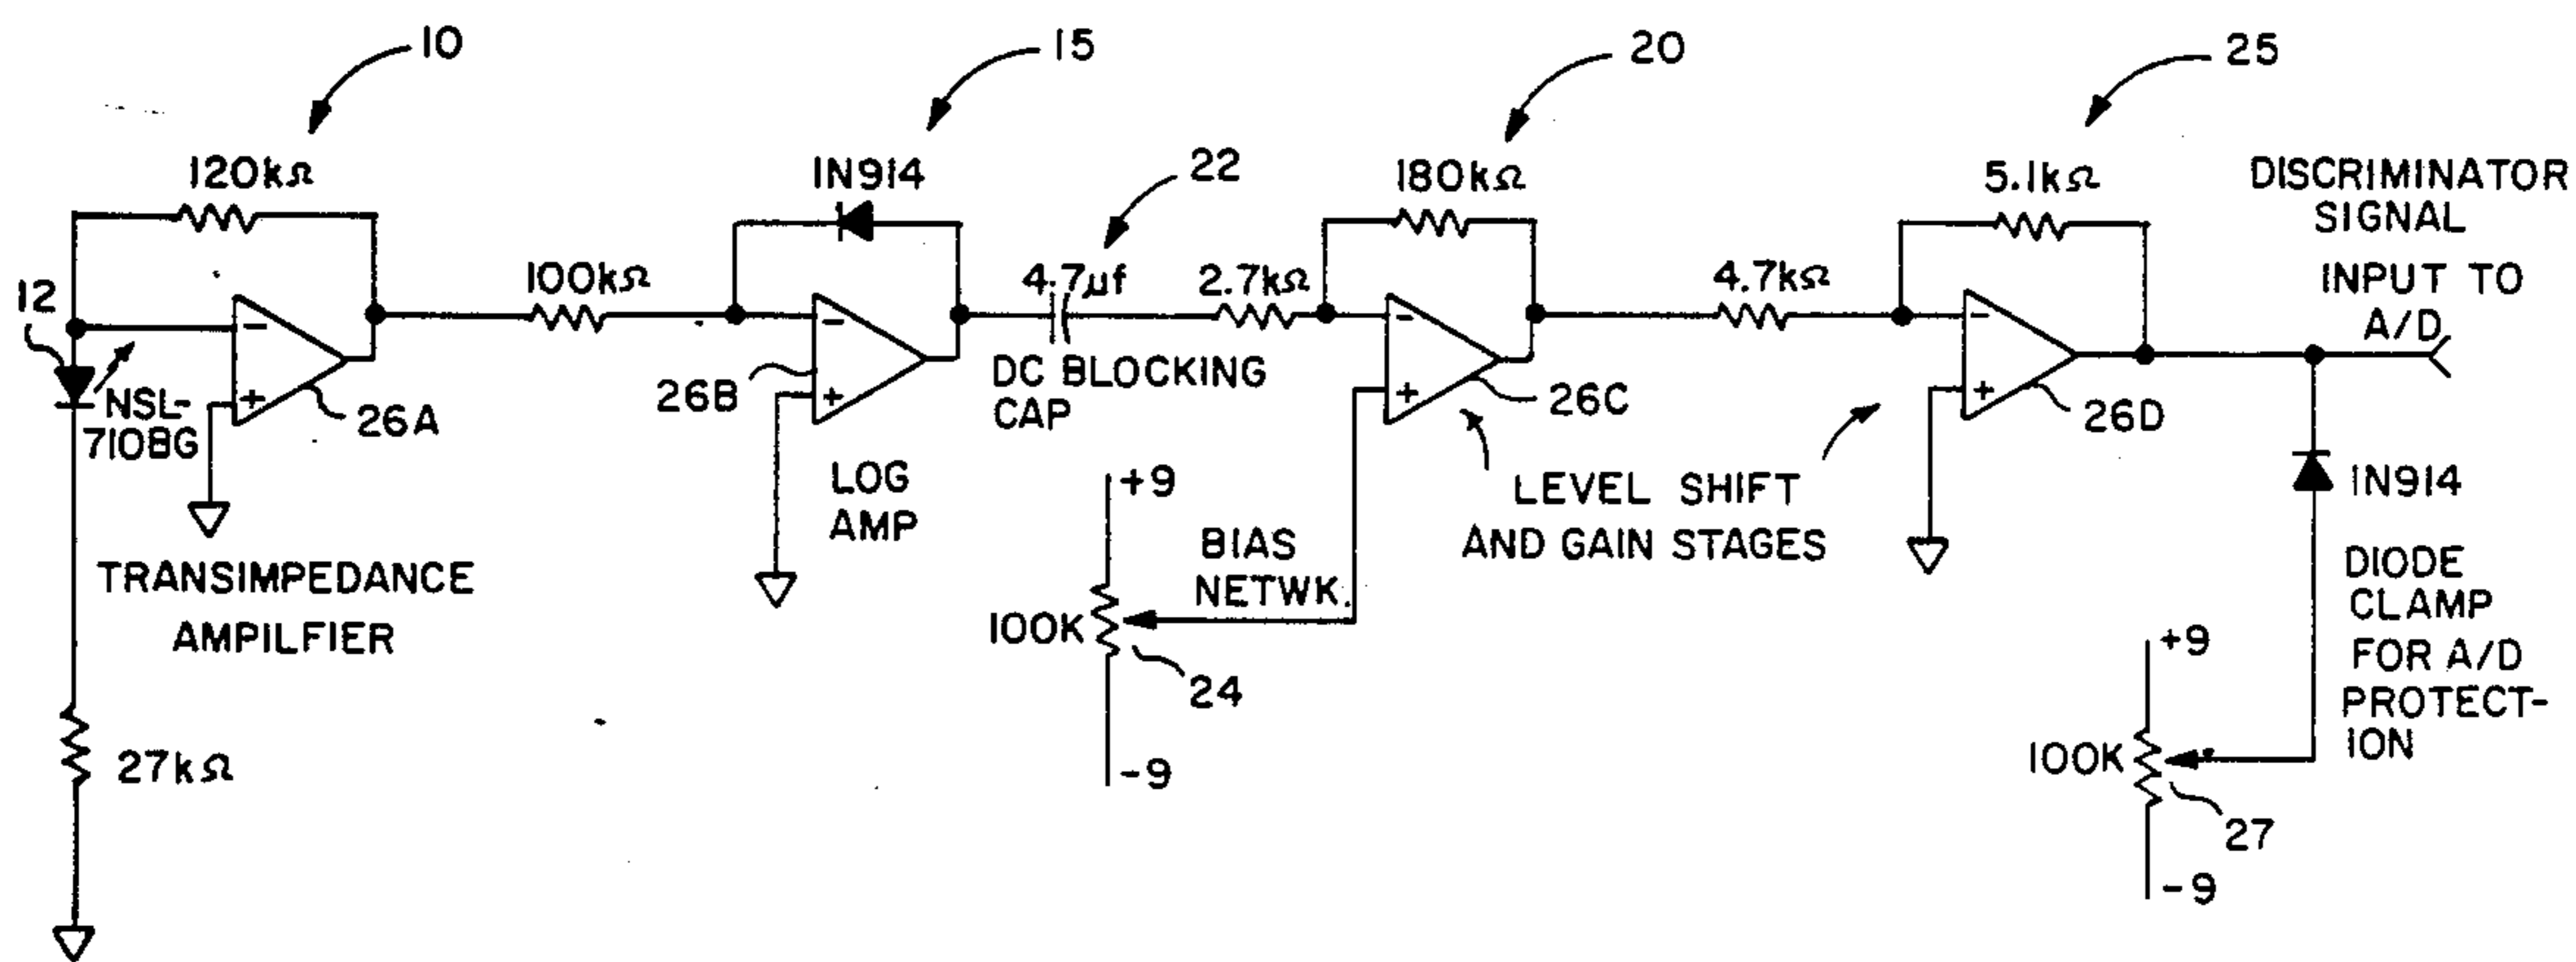 10
15
20
25
120kΩ
1N914
22
180kΩ
5.1kΩ
DISCRIMINATOR
SIGNAL
INPUT TO
A/D
12
100kΩ
4.7µf
2.7kΩ
4.7kΩ
-
+
-
+
-
+
-
+
NSL-
710BG
26A
26B
DC BLOCKING
CAP
26C
26D
TRANSIMPEDANCE
AMPILFIER
LOG
AMP
+9
BIAS
NETWK.
100K
24
-9
LEVEL SHIFT
AND GAIN STAGES
1N914
DIODE
CLAMP
FOR A/D
PROTECT-
ION
+9
100K
27
-9
27kΩ